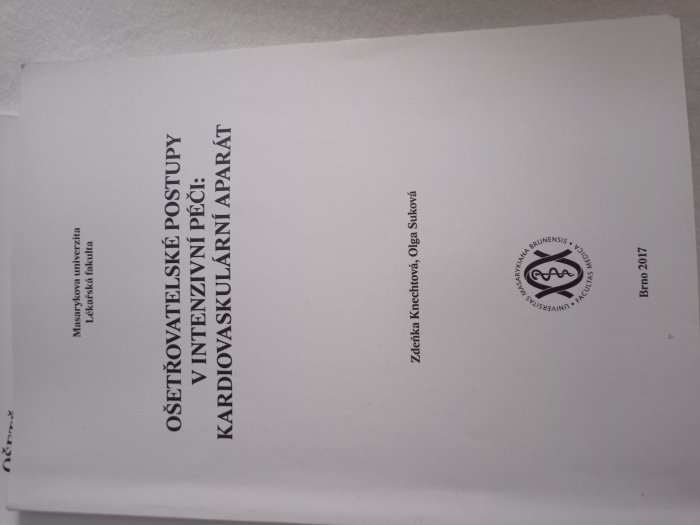 Masarykova univerzita
Lékařská fakulta
OŠETŘOVATELSKÉ POSTUPY
V INTENZIVNÍ PÉČI:
KARDIOVASKULÁRNÍ APARÁT
Zdeňka Knechtová, Olga Suková
UNIVERSITAS MASARYKIANA BRUNENSIS • FACULTAS MEDICA •
Brno 2017